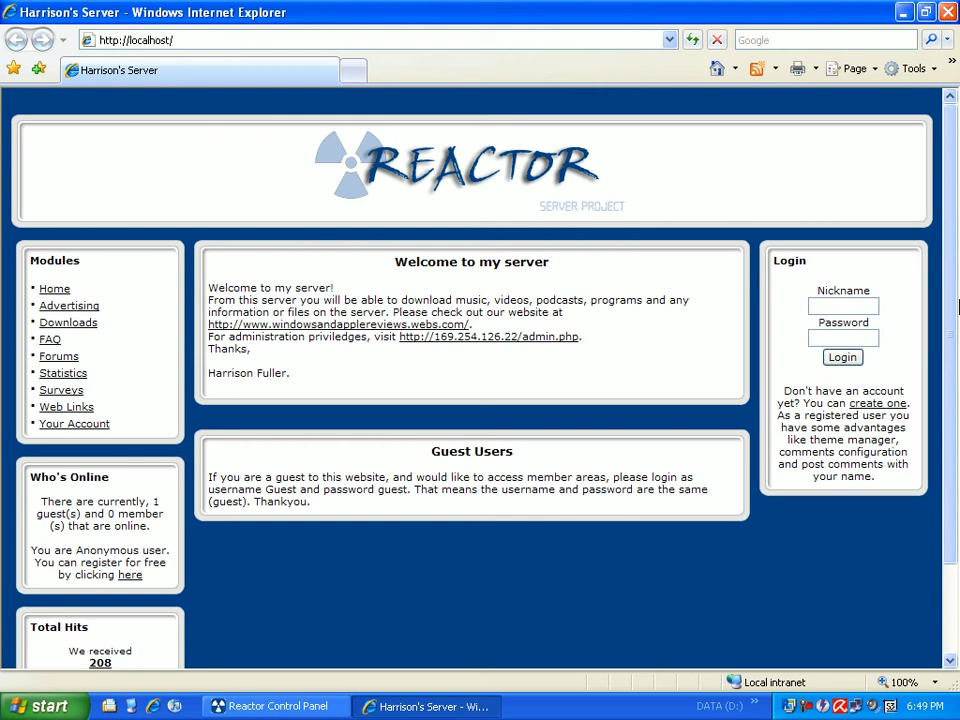 Harrison's Server - Windows Internet Explorer
http://localhost/
Google
Harrison's Server
Page
Tools
REACTOR
SERVER PROJECT
Modules
Home
Advertising
Downloads
FAQ
Forums
Statistics
Surveys
Web Links
Your Account
Who's Online
There are currently, 1
guest(s) and 0 member
(s) that are online.
You are Anonymous user.
You can register for free
by clicking here
Total Hits
We received
208
Welcome to my server
Welcome to my server!
From this server you will be able to download music, videos, podcasts, programs and any
information or files on the server. Please check out our website at
http://www.windowsandapplereviews.webs.com/.
For administration priviledges, visit http://169.254.126.22/admin.php.
Thanks,
Harrison Fuller.
Guest Users
If you are a guest to this website, and would like to access member areas, please login as
username Guest and password guest. That means the username and password are the same
(guest). Thankyou.
Login
Nickname
Password
Login
Don't have an account
yet? You can create one.
As a registered user you
have some advantages
like theme manager,
comments configuration
and post comments with
your name.
Local intranet
100%
start
Reactor Control Panel
Harrison's Server - Wi...
DATA (D:)
6:49 PM